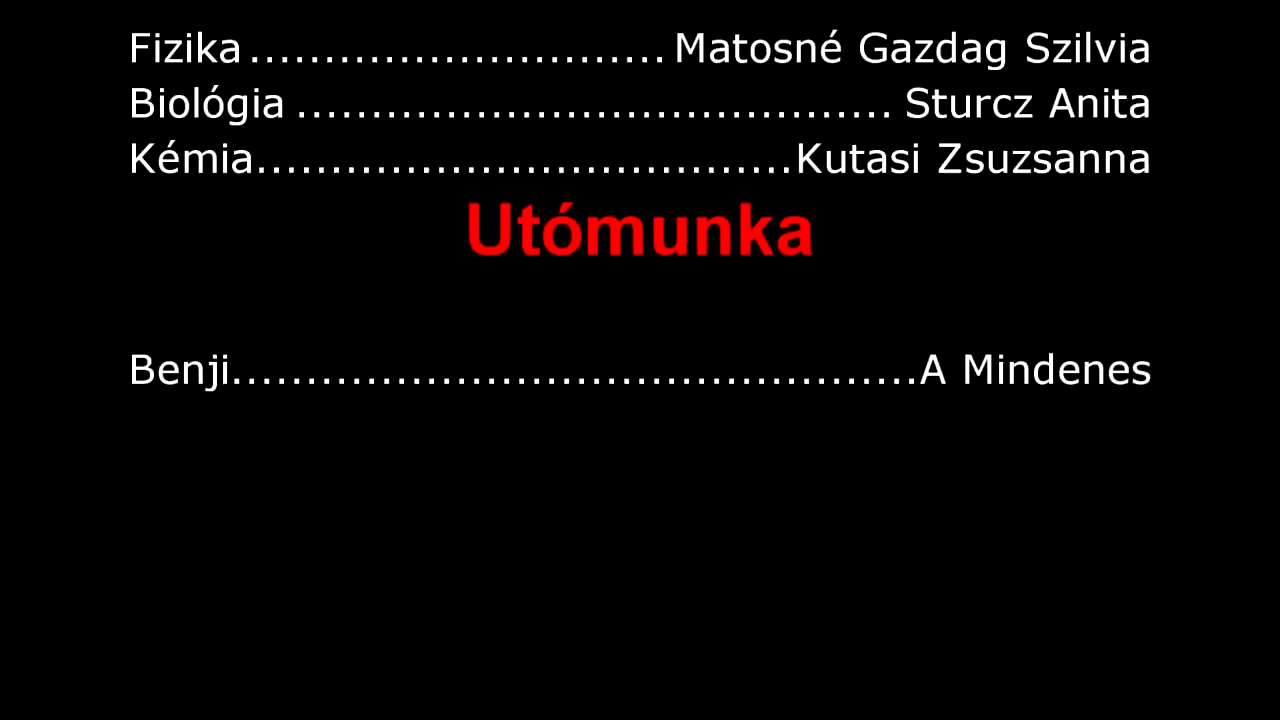 Fizika............................Matosné Gazdag Szilvia
Biológia........................................Sturcz Anita
Kémia....................................Kutasi Zsuzsanna
Utómunka
Benji..............................................A Mindenes